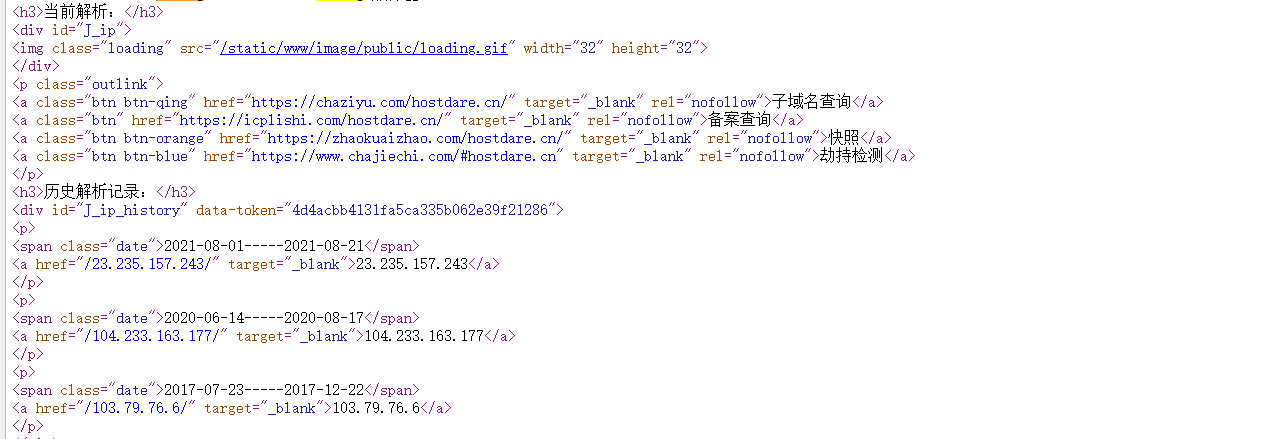 <h3>当前解析：</h3>
<div id="J_ip">
<img class="loading" src="/static/www/image/public/loading.gif" width="32" height="32">
</div>
<p class="outlink">
<a class="btn btn-qing" href="https://chaziyu.com/hostdare.cn/" target="_blank" rel="nofollow">子域名查询</a>
<a class="btn" href="https://icplishi.com/hostdare.cn/" target="_blank" rel="nofollow">备案查询</a>
<a class="btn btn-orange" href="https://zhaokuaizhao.com/hostdare.cn/" target="_blank" rel="nofollow">快照</a>
<a class="btn btn-blue" href="https://www.chajiechi.com/#hostdare.cn" target="_blank" rel="nofollow">劫持检测</a>
</p>
<h3>历史解析记录：</h3>
<div id="J_ip_history" data-token="4d4acbb4131fa5ca335b062e39f21286">
<p>
<span class="date">2021-08-01-----2021-08-21</span>
<a href="/23.235.157.243/" target="_blank">23.235.157.243</a>
</p>
<p>
<span class="date">2020-06-14-----2020-08-17</span>
<a href="/104.233.163.177/" target="_blank">104.233.163.177</a>
</p>
<p>
<span class="date">2017-07-23-----2017-12-22</span>
<a href="/103.79.76.6/" target="_blank">103.79.76.6</a>
</p>